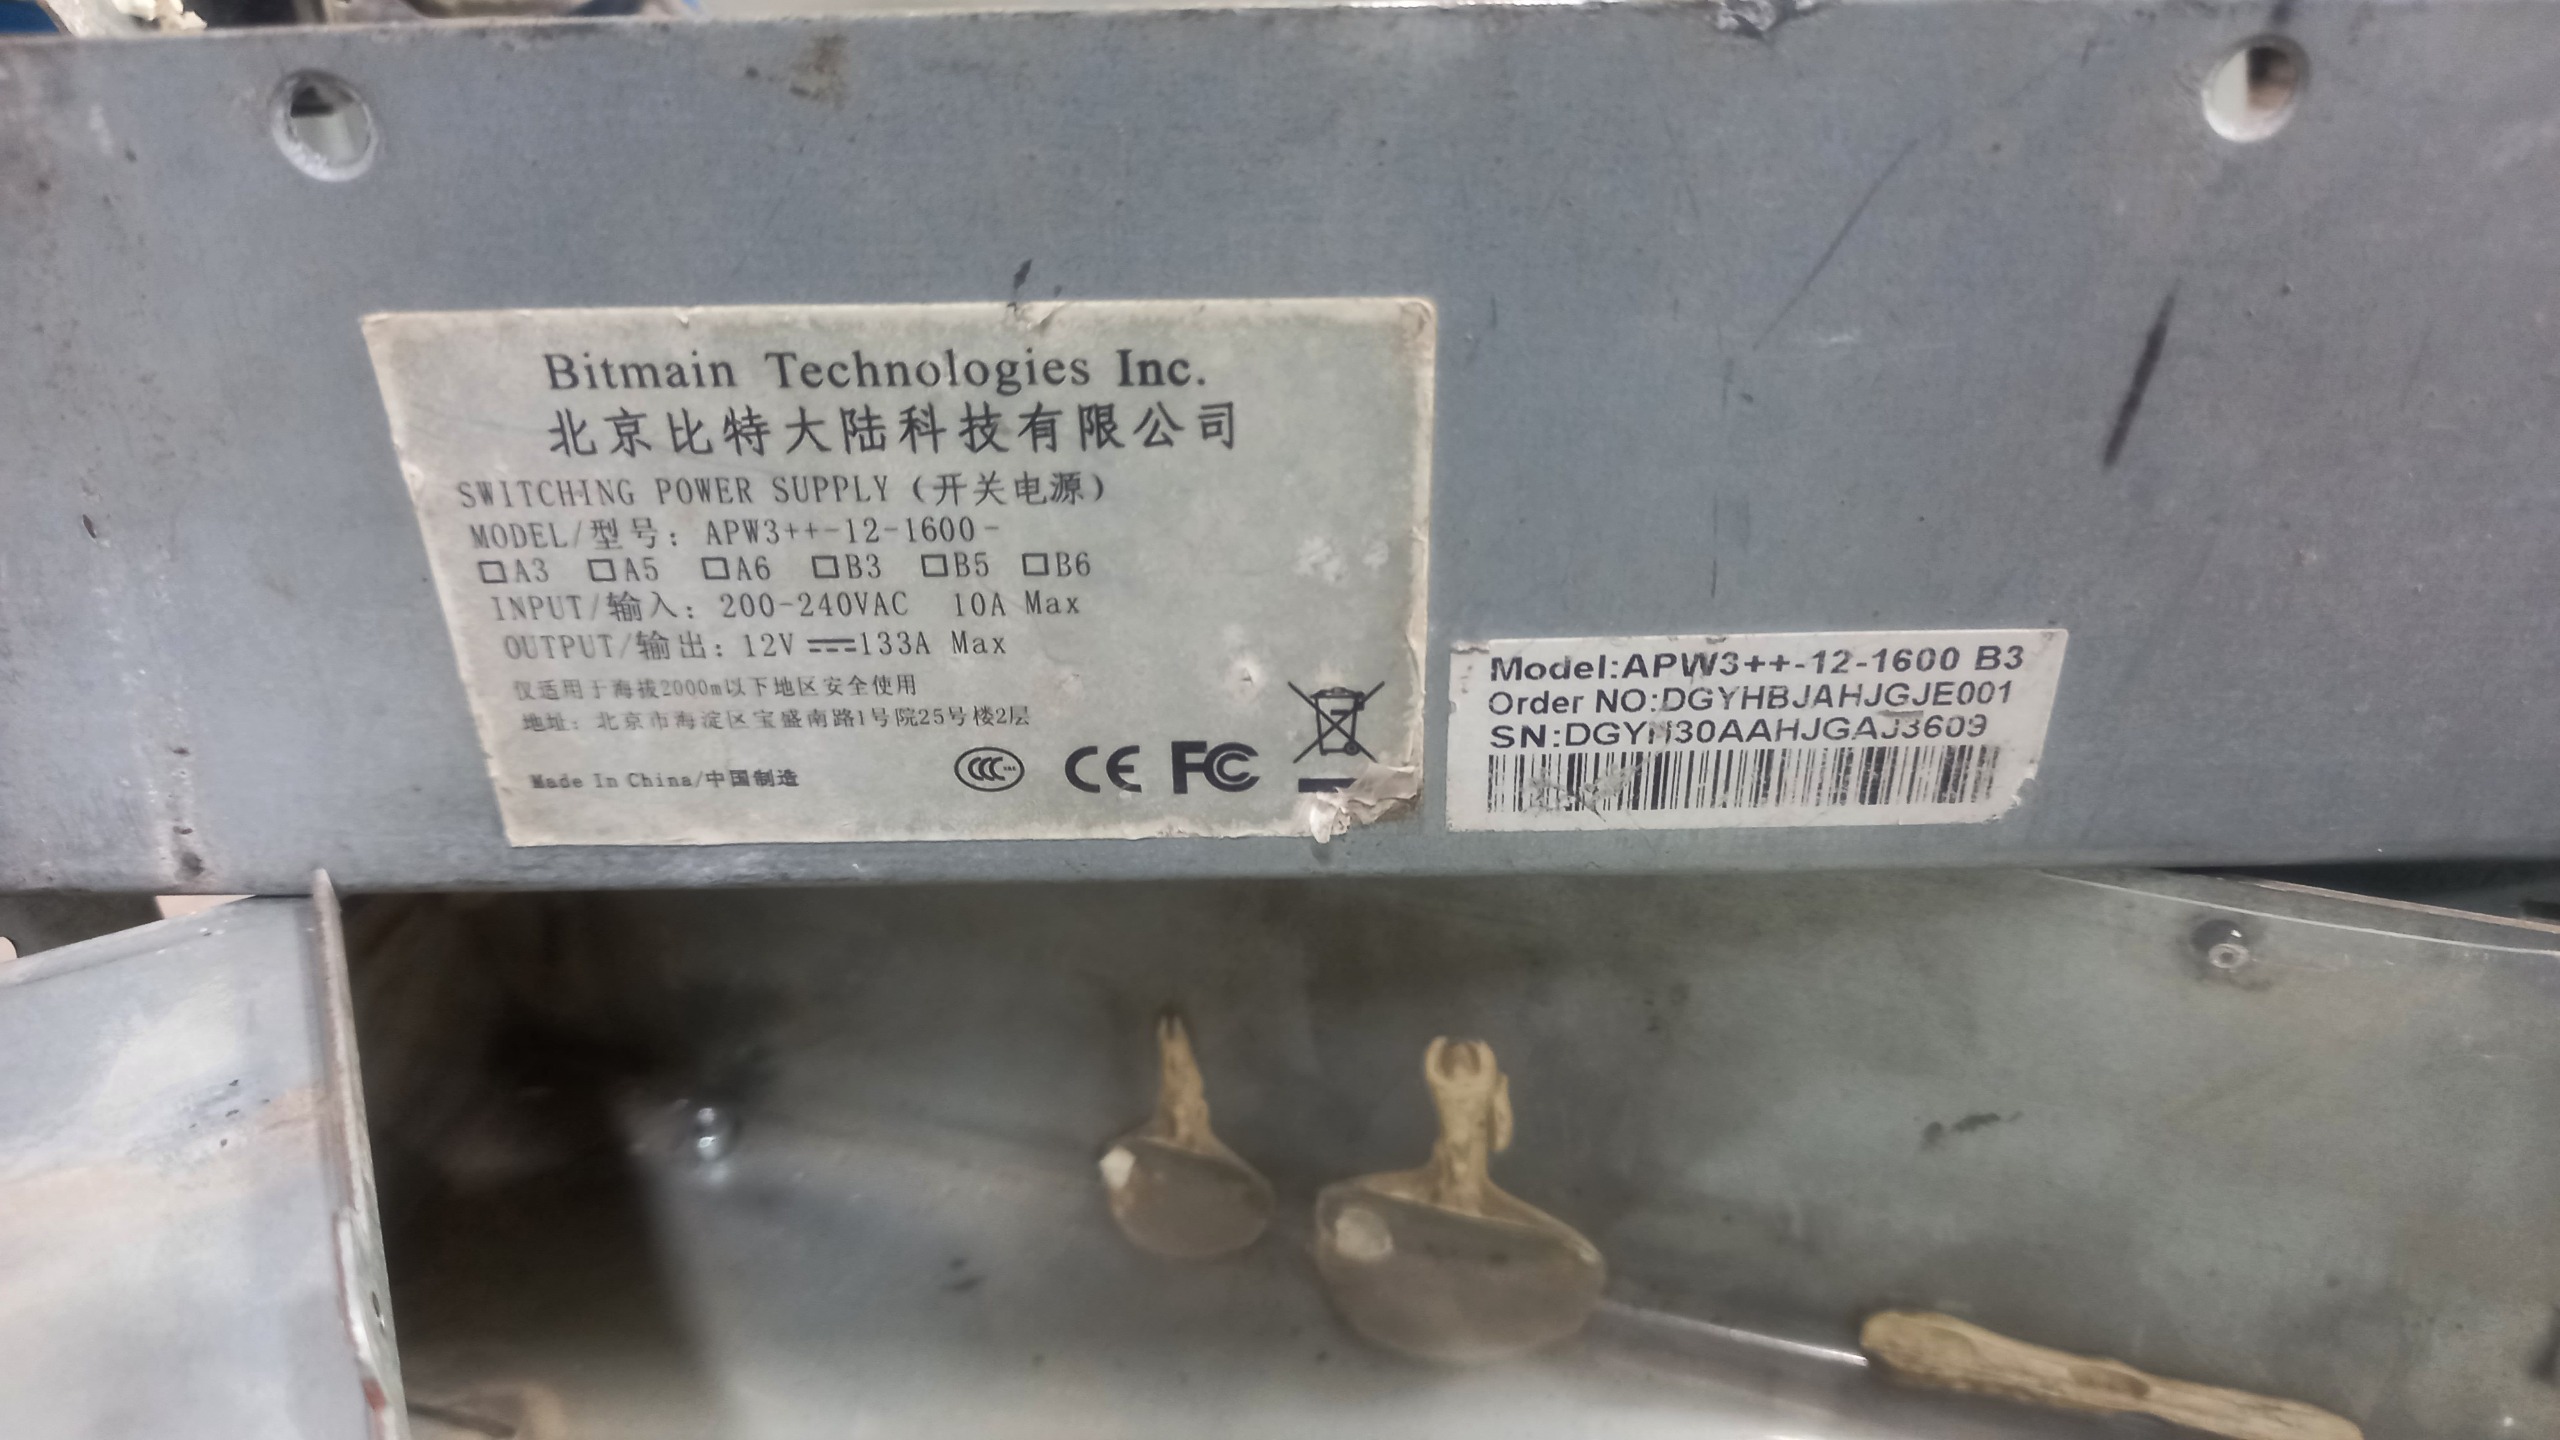 Bitmain Technologies Inc.
北京比特大陆科技有限公司
SWITCHING POWER SUPPLY (开关电源)
MODEL/型号: APW3++-12-1600-
□A3 □A5 □A6 □B3 □B5 □B6
INPUT/输入: 200-240VAC 10A Max
OUTPUT/输出: 12V ⎓133A Max
仅适用于海拔2000m以下地区安全使用
地址: 北京市海淀区宝盛南路1号院25号楼2层
Made In China/中国制造
CCC CE FC
Model:APW3++-12-1600 B3
Order NO:DGYHBJAHJGJE001
SN: